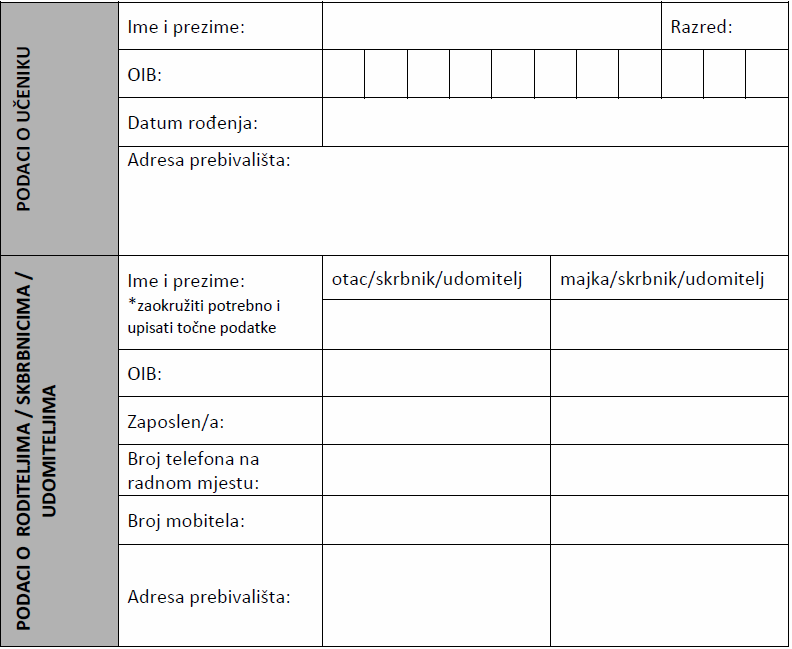 PODACI O UČENIKU
Ime i prezime:
Razred:
OIB:
Datum rođenja:
Adresa prebivališta:
PODACI O RODITELJIMA / SKBRBNICIMA /
UDOMITELJIMA
Ime i prezime:
*zaokružiti potrebno i
upisati točne podatke
otac/skrbnik/udomitelj
majka/skrbnik/udomitelj
OIB:
Zaposlen/a:
Broj telefona na
radnom mjestu:
Broj mobitela:
Adresa prebivališta: